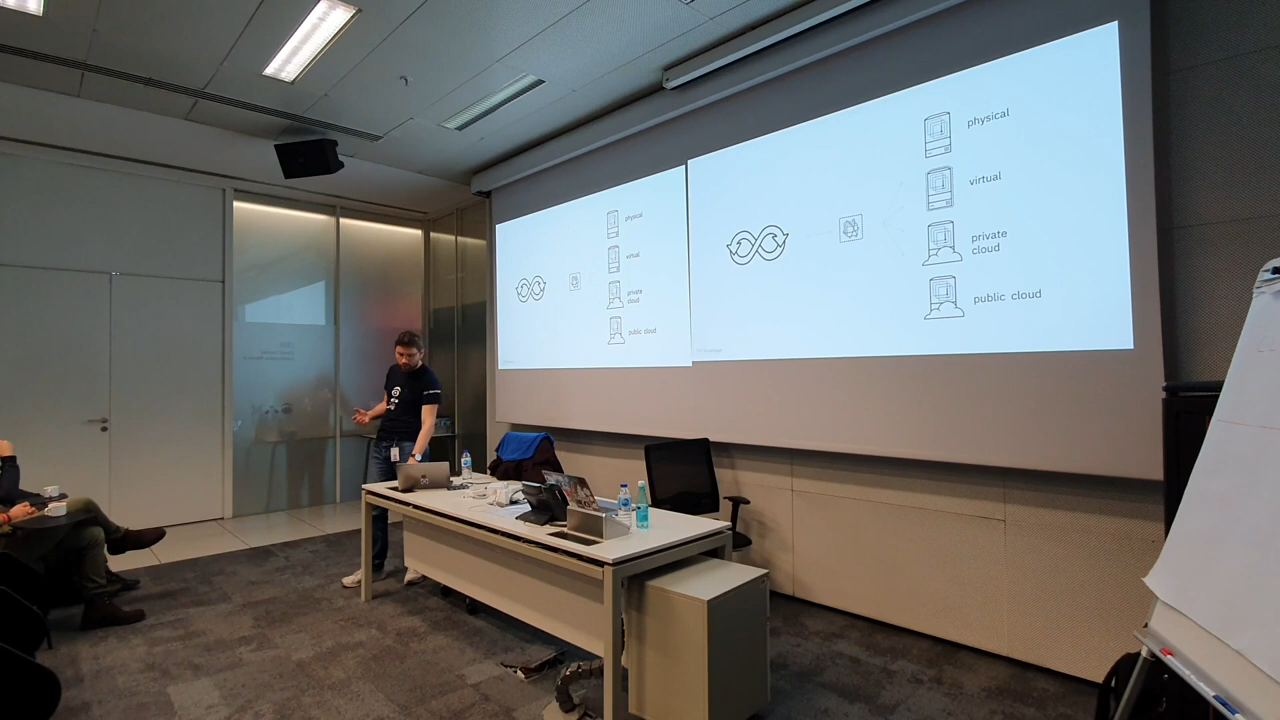 physical
virtual
private
cloud
public cloud
physical
virtual
private
cloud
public cloud